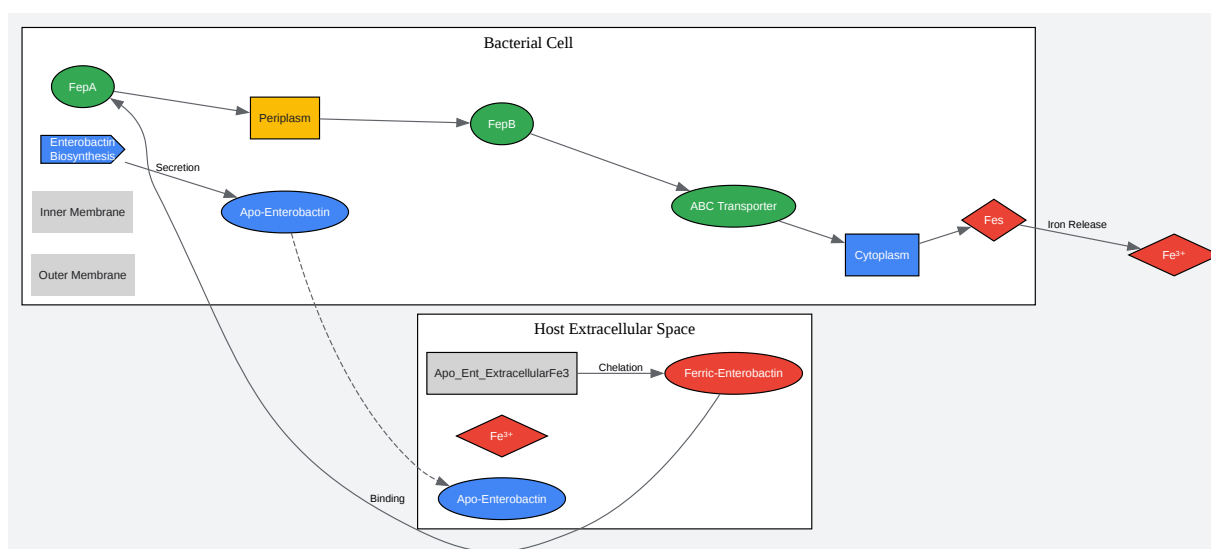 Bacterial Cell
FepA
Periplasm
FepB
Enterobactin
Biosynthesis
Secretion
Inner Membrane
Apo-Enterobactin
ABC Transporter
Fes
Iron Release
Outer Membrane
Cytoplasm
Fe³⁺
Host Extracellular Space
Apo_Ent_ExtracellularFe3
Chelation
Ferric-Enterobactin
Fe³⁺
Binding
Apo-Enterobactin